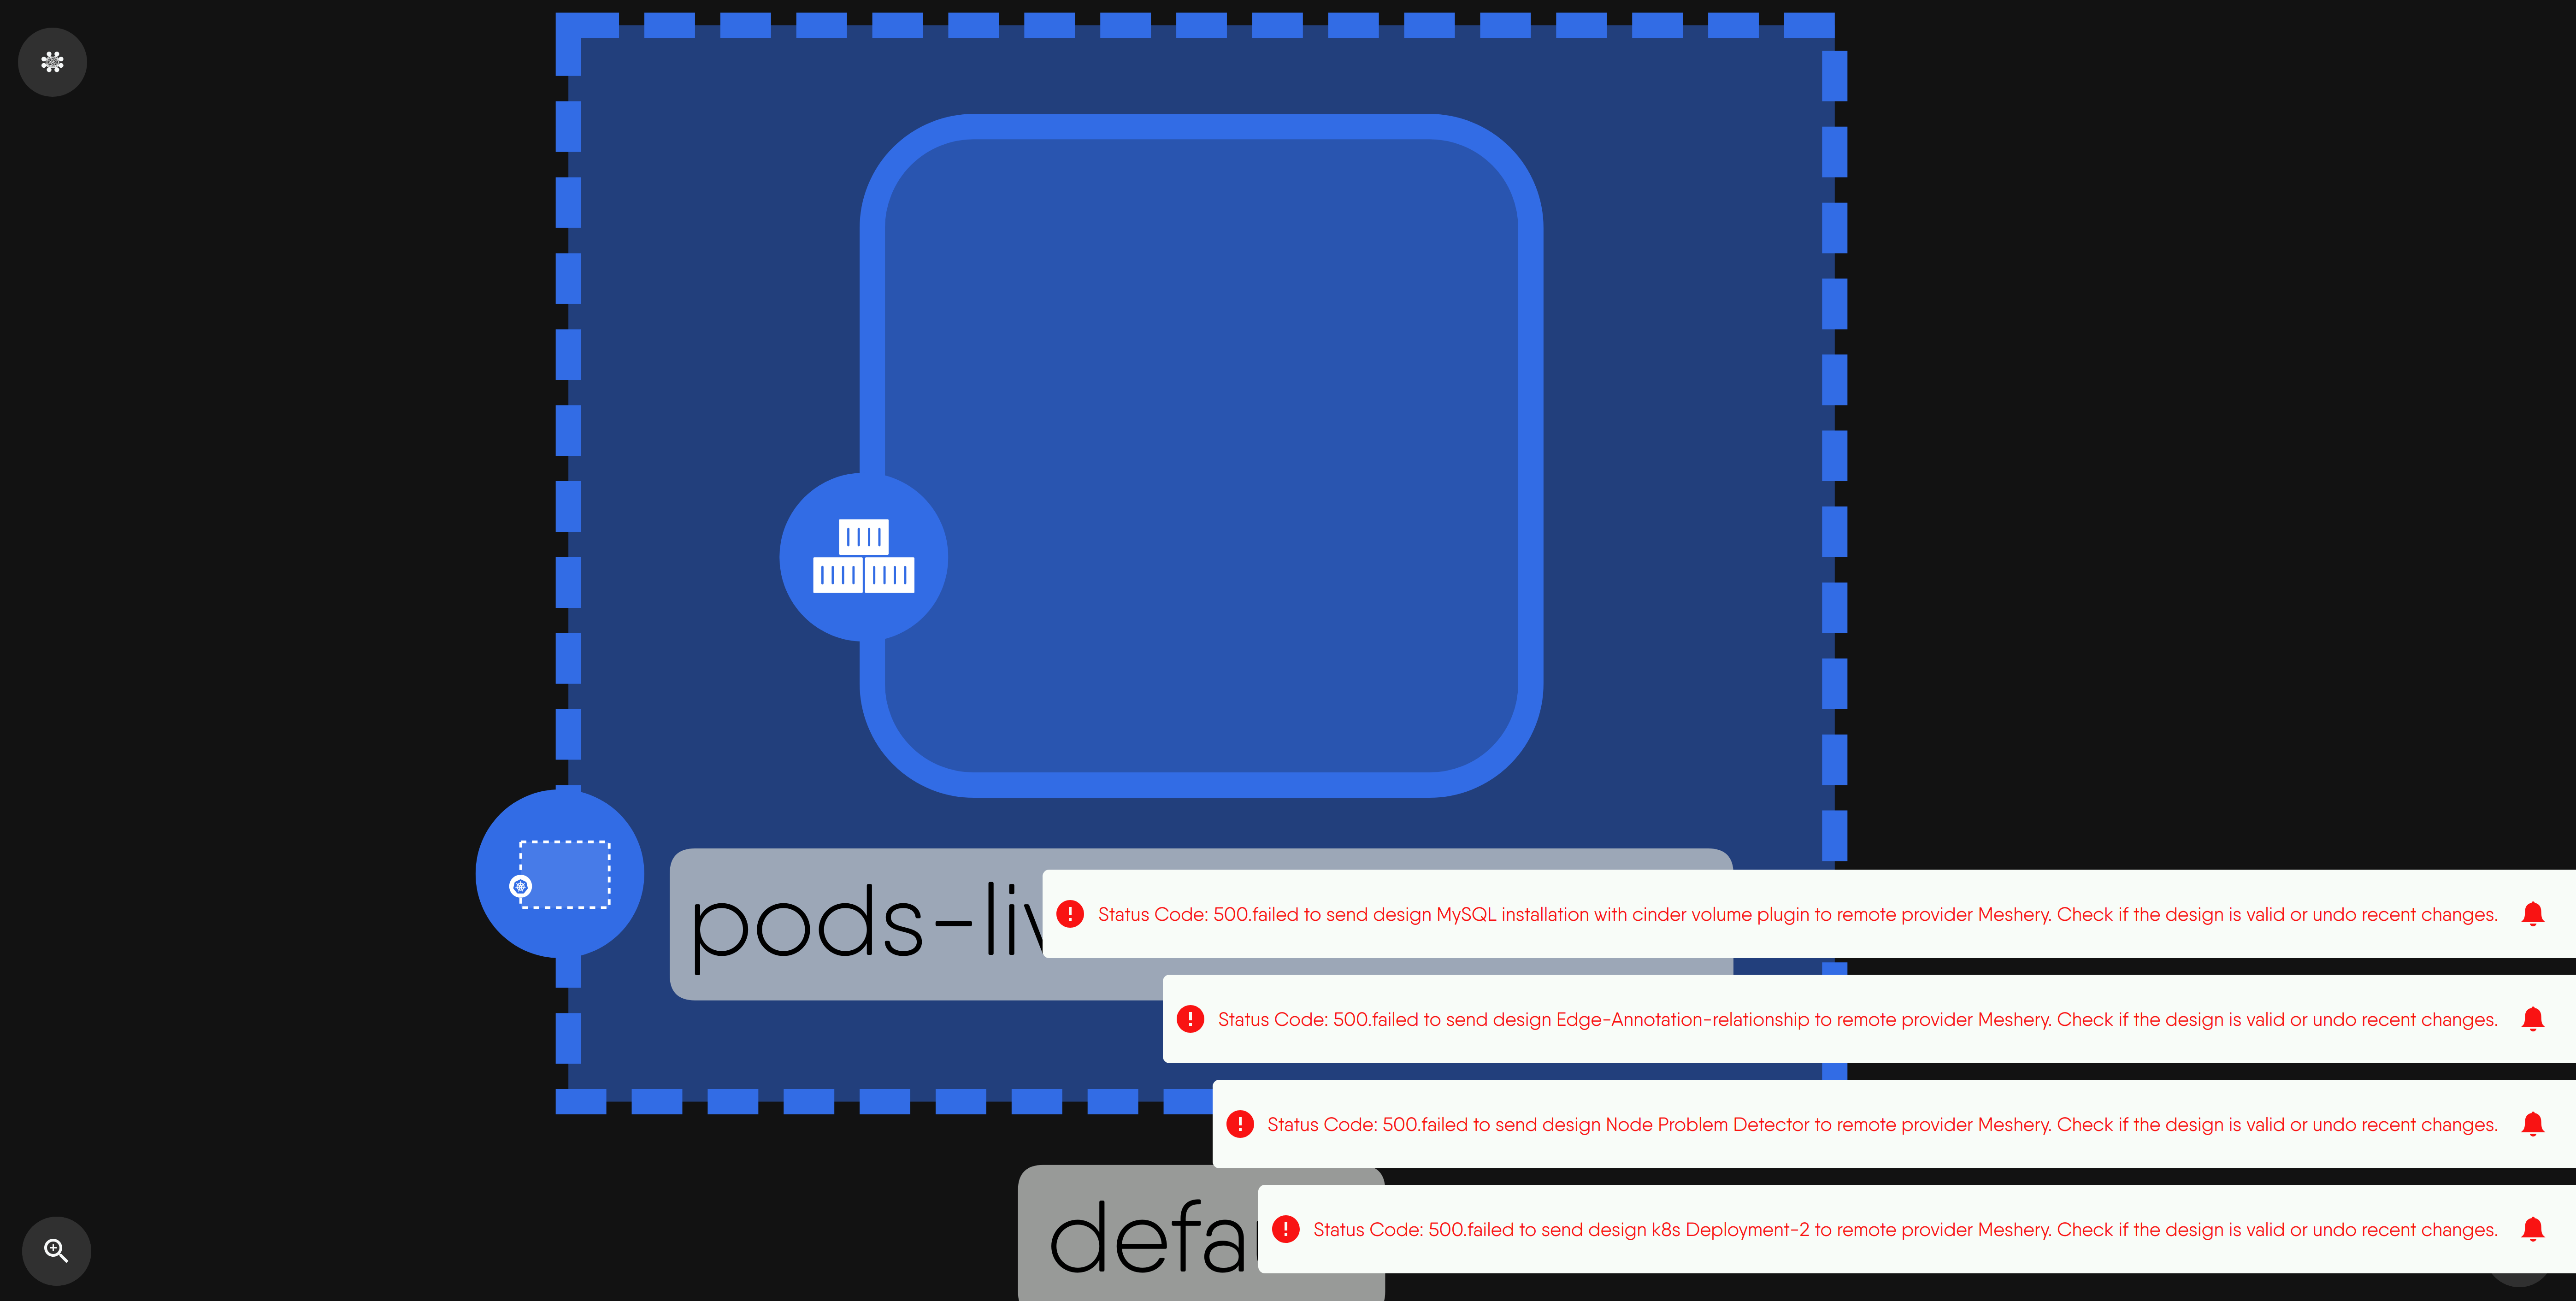 pods-li
Status Code: 500.failed to send design MySQL installation with cinder volume plugin to remote provider Meshery. Check if the design is valid or undo recent changes.
Status Code: 500.failed to send design Edge-Annotation-relationship to remote provider Meshery. Check if the design is valid or undo recent changes.
Status Code: 500.failed to send design Node Problem Detector to remote provider Meshery. Check if the design is valid or undo recent changes.
defa
Status Code: 500.failed to send design k8s Deployment-2 to remote provider Meshery. Check if the design is valid or undo recent changes.